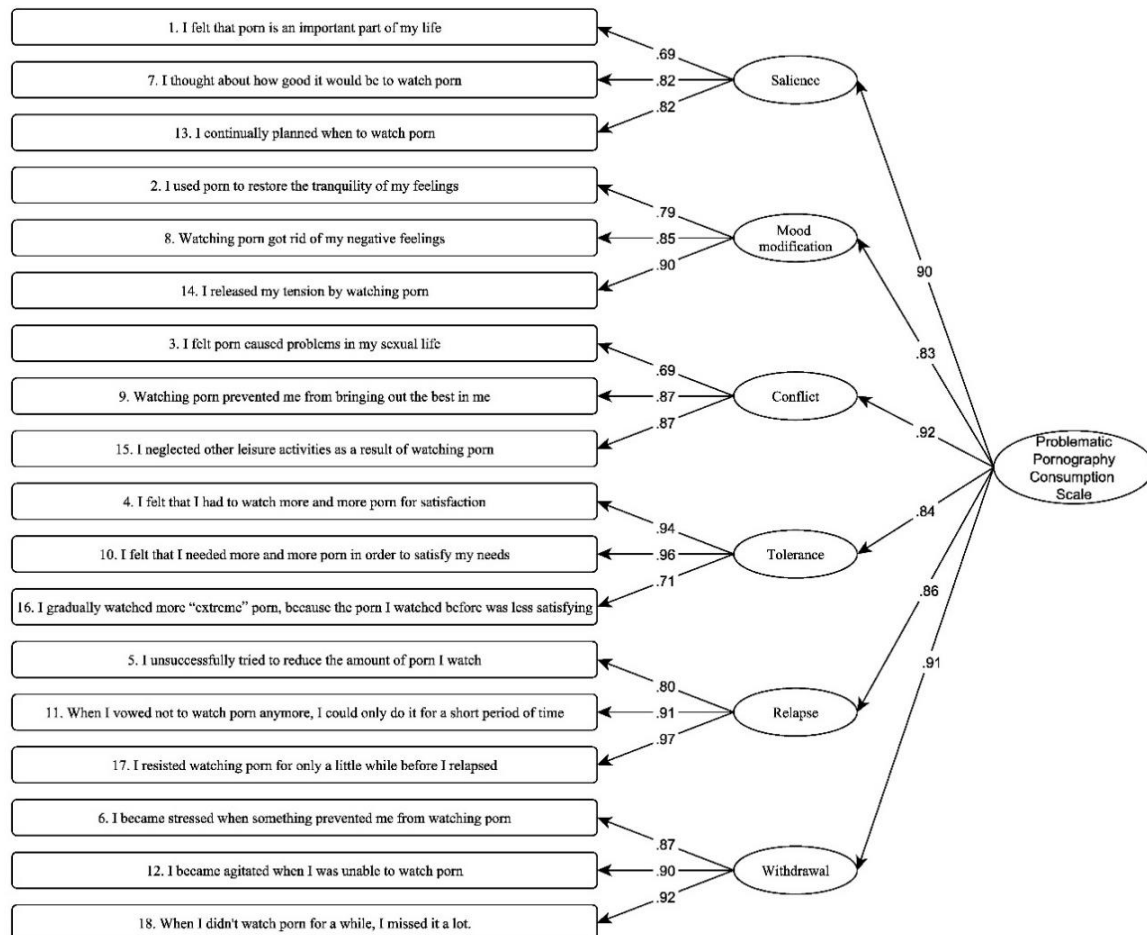 1. I felt that porn is an important part of my life
.69
7. I thought about how good it would be to watch porn
.82
Salience
13. I continually planned when to watch porn
.82
2. I used porn to restore the tranquility of my feelings
.79
8. Watching porn got rid of my negative feelings
.85
Mood
modification
14. I released my tension by watching porn
.90
90
3. I felt porn caused problems in my sexual life
.69
.83
9. Watching porn prevented me from bringing out the best in me
.87
Conflict
15. I neglected other leisure activities as a result of watching porn
.87
.92
4. I felt that I had to watch more and more porn for satisfaction
.94
10. I felt that I needed more and more porn in order to satisfy my needs
.96
Tolerance
.84
16. I gradually watched more “extreme” porn, because the porn I watched before was less satisfying
.71
Problematic
Pornography
Consumption
Scale
5. I unsuccessfully tried to reduce the amount of porn I watch
.80
.86
11. When I vowed not to watch porn anymore, I could only do it for a short period of time
.91
Relapse
17. I resisted watching porn for only a little while before I relapsed
.97
.91
6. I became stressed when something prevented me from watching porn
.87
12. I became agitated when I was unable to watch porn
.90
Withdrawal
18. When I didn't watch porn for a while, I missed it a lot.
.92